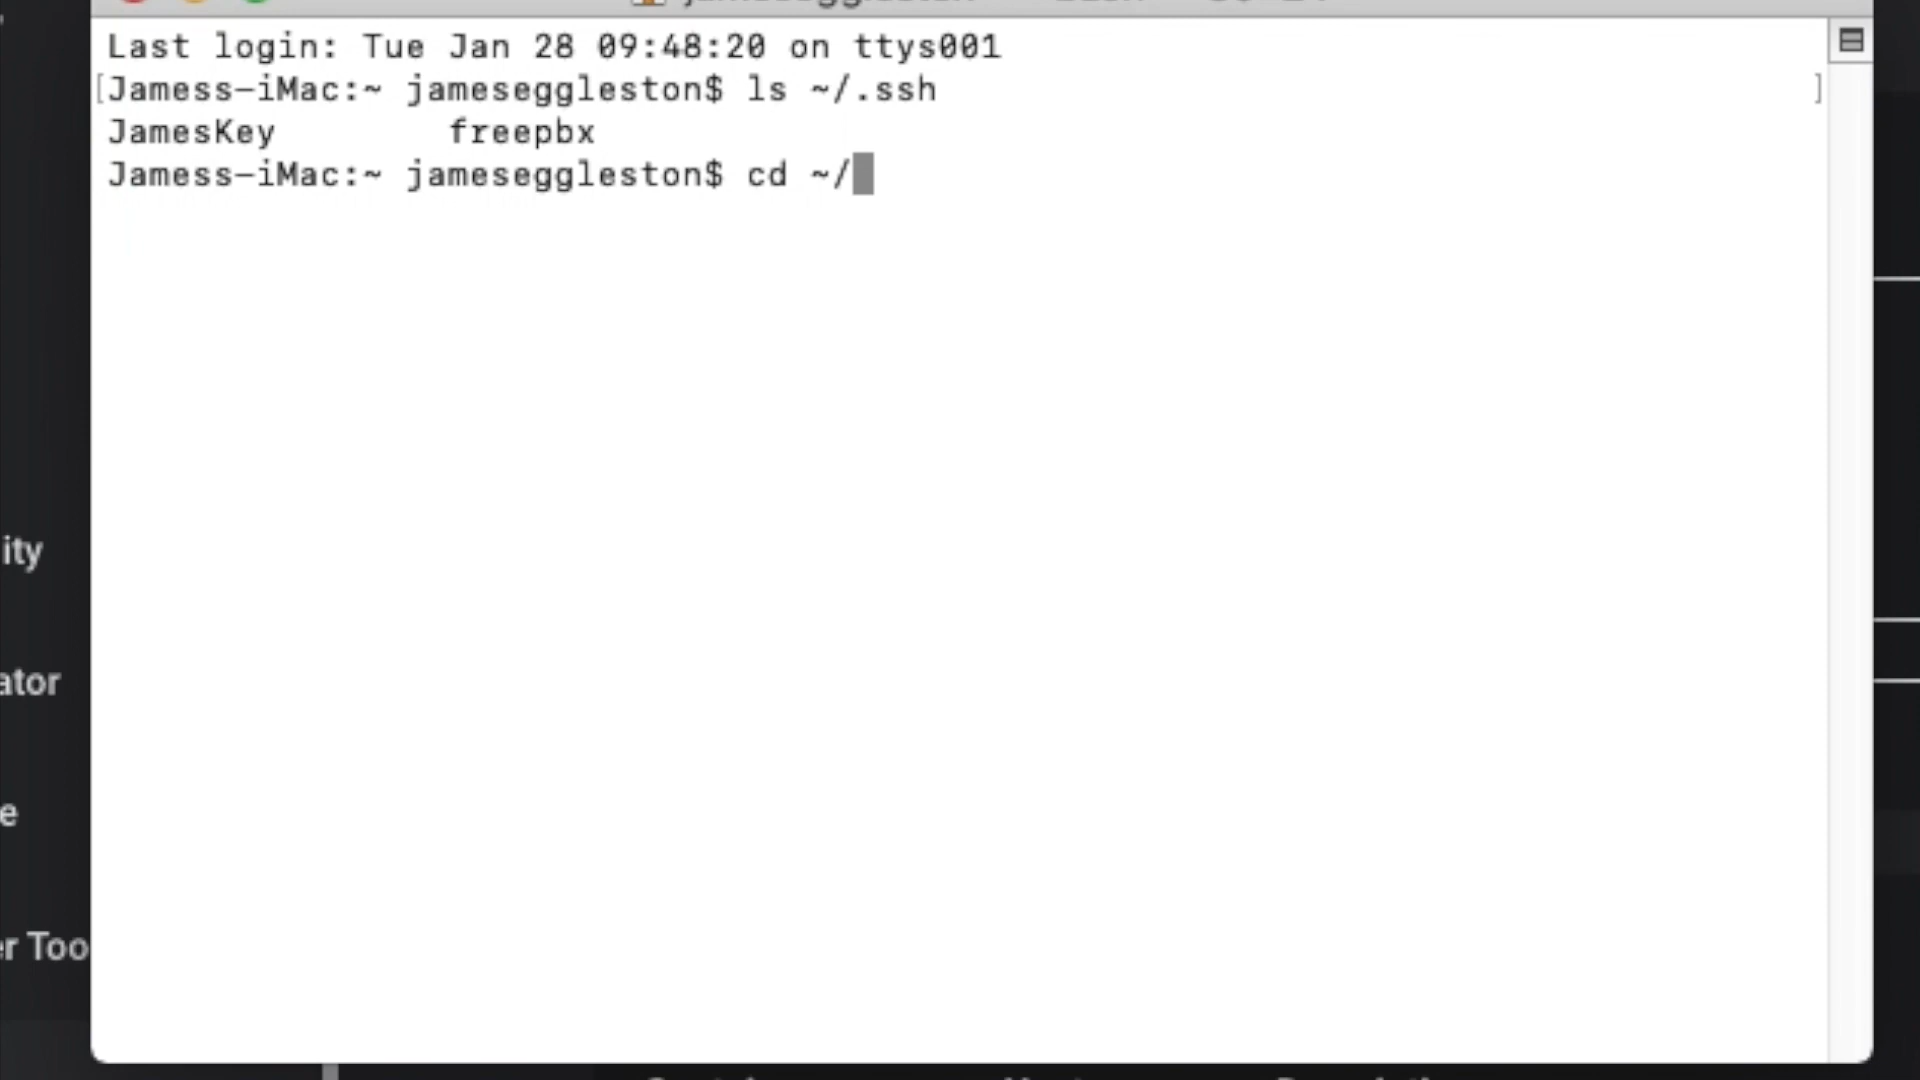 Last login: Tue Jan 28 09:48:20 on ttys001
[Jamess-iMac:~ jameseggleston$ ls ~/.ssh ]
JamesKey freepbx
Jamess-iMac:~ jameseggleston$ cd ~/
ity
ator
e
er Too